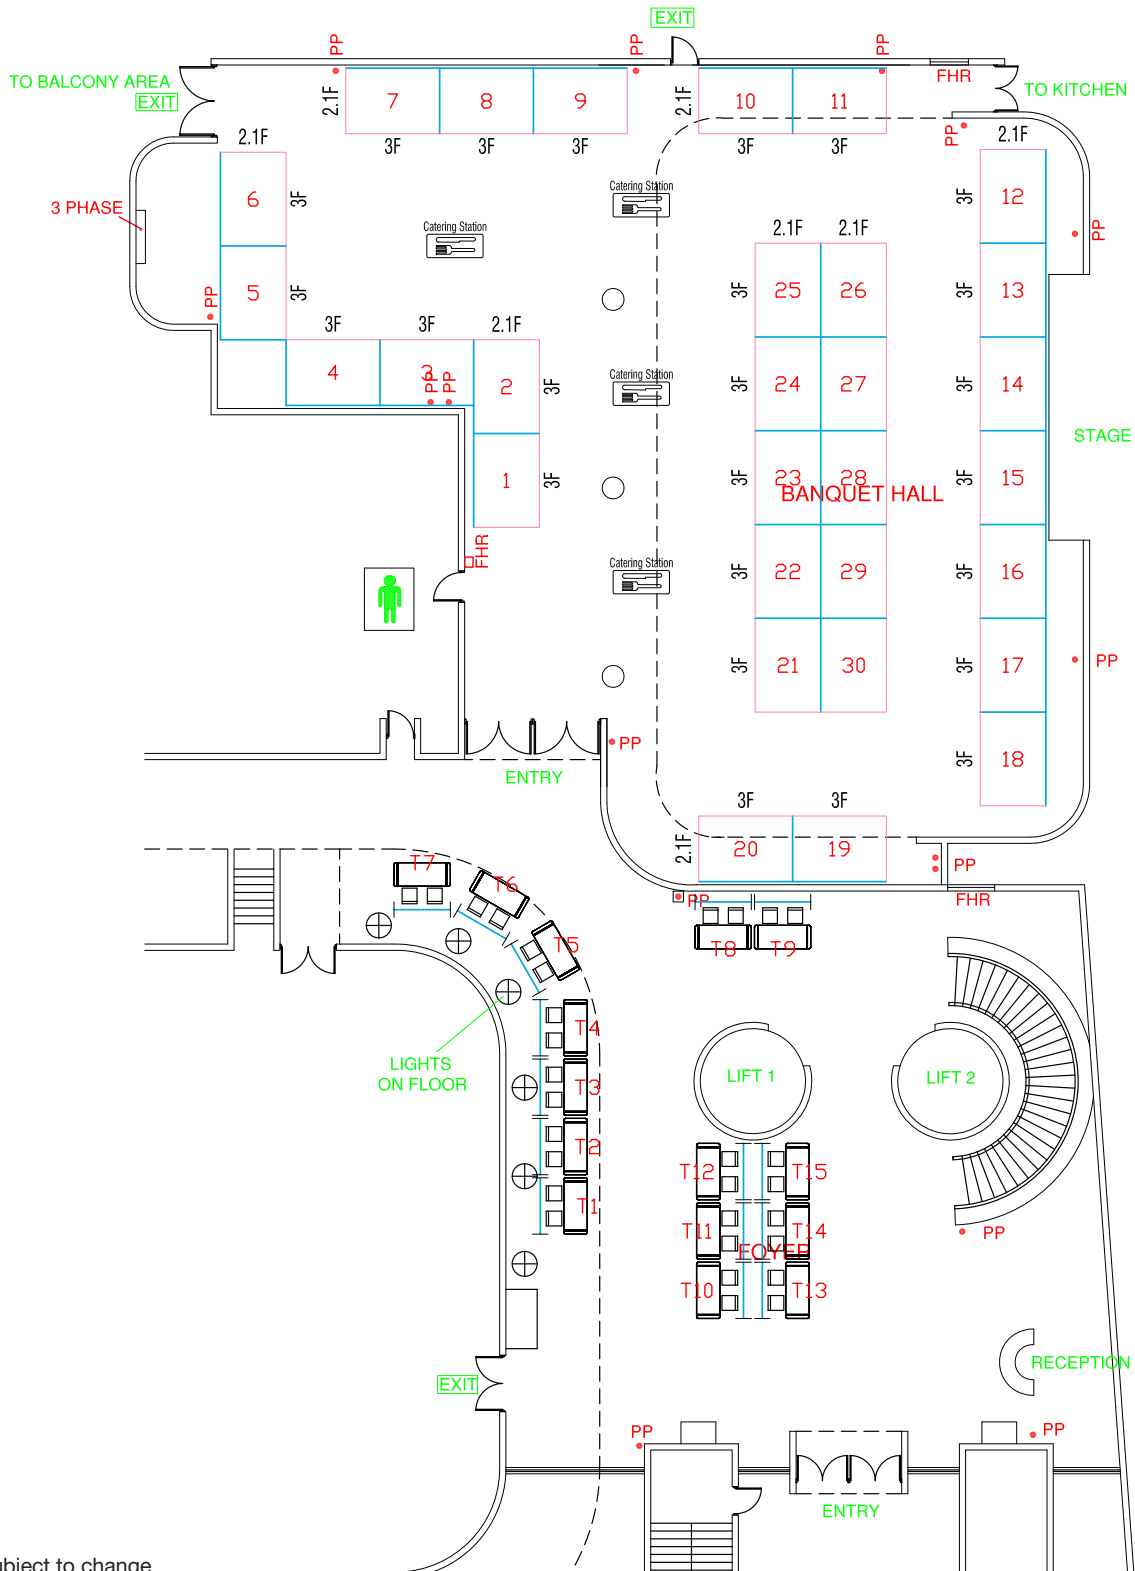 EXIT
PP
PP
PP
TO BALCONY AREA
EXIT
FHR
TO KITCHEN
2.1F
7
8
9
2.1F
10
11
3F
3F
3F
3F
3F
PP
2.1F
2.1F
6
3F
3 PHASE
Catering Station
Catering Station
3F
12
PP
2.1F
2.1F
5
3F
PP
3F
25
26
3F
13
3F
3F
2.1F
4
3
PP
PP
2
3F
Catering Station
3F
24
27
3F
14
STAGE
1
3F
3F
23
28
BANQUET HALL
3F
15
FHR
Catering Station
3F
22
29
3F
16
3F
21
30
3F
17
PP
PP
ENTRY
3F
18
3F
3F
2.1F
20
19
PP
FHR
PP
T7
T6
T5
T8
T9
T4
LIGHTS
ON FLOOR
T3
T2
T1
LIFT 1
LIFT 2
T12
T15
T11
T14
FOYER
PP
T10
T13
RECEPTION
EXIT
PP
PP
ENTRY
bject to change